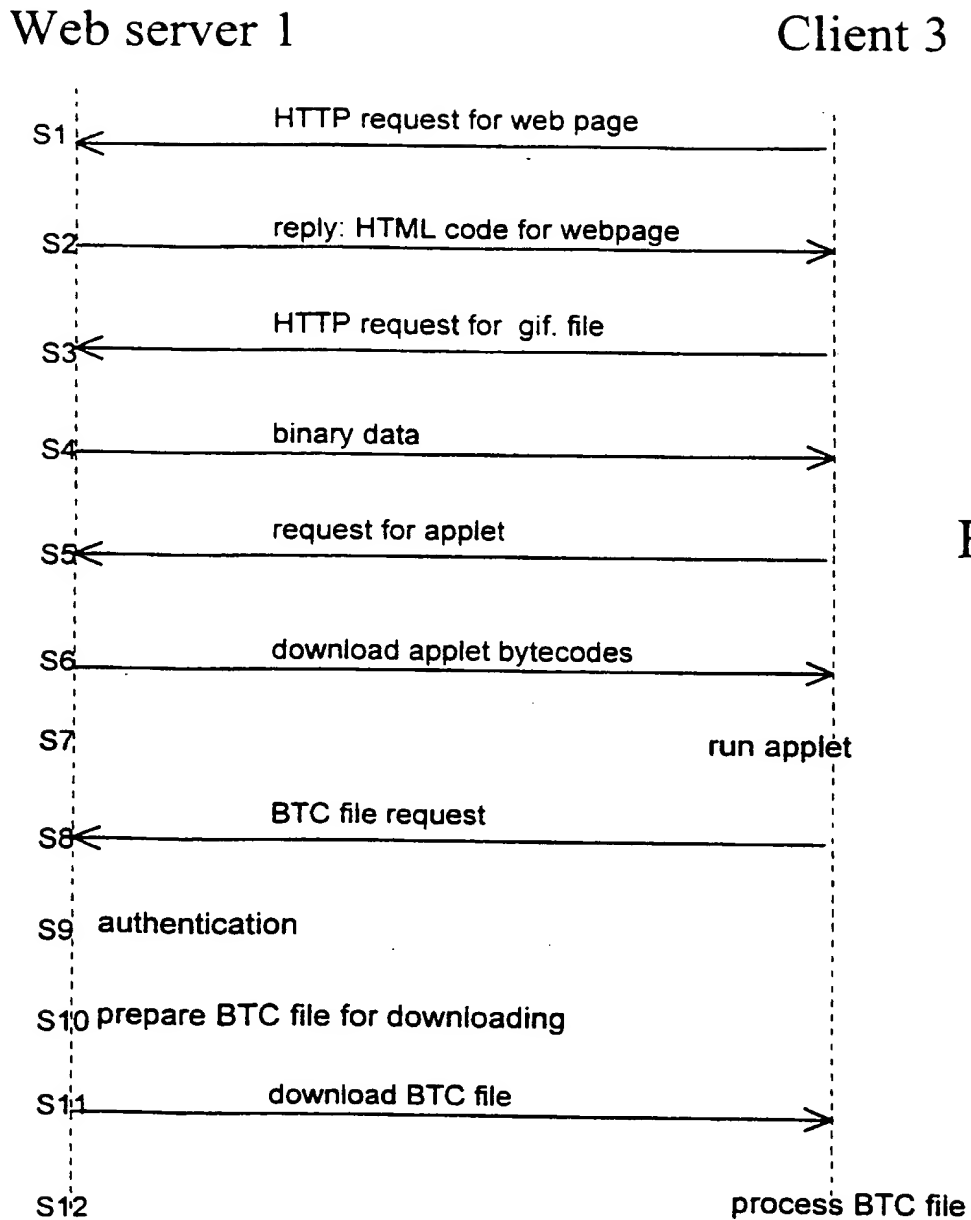 Web server 1 Client 3
S1 HTTP request for web page
S2 reply: HTML code for webpage
S3 HTTP request for gif. file
S4 binary data
S5 request for applet
S6 download applet bytecodes
S7 run applet
S8 BTC file request
S9 authentication
S10 prepare BTC file for downloading
S11 download BTC file
S12 process BTC file